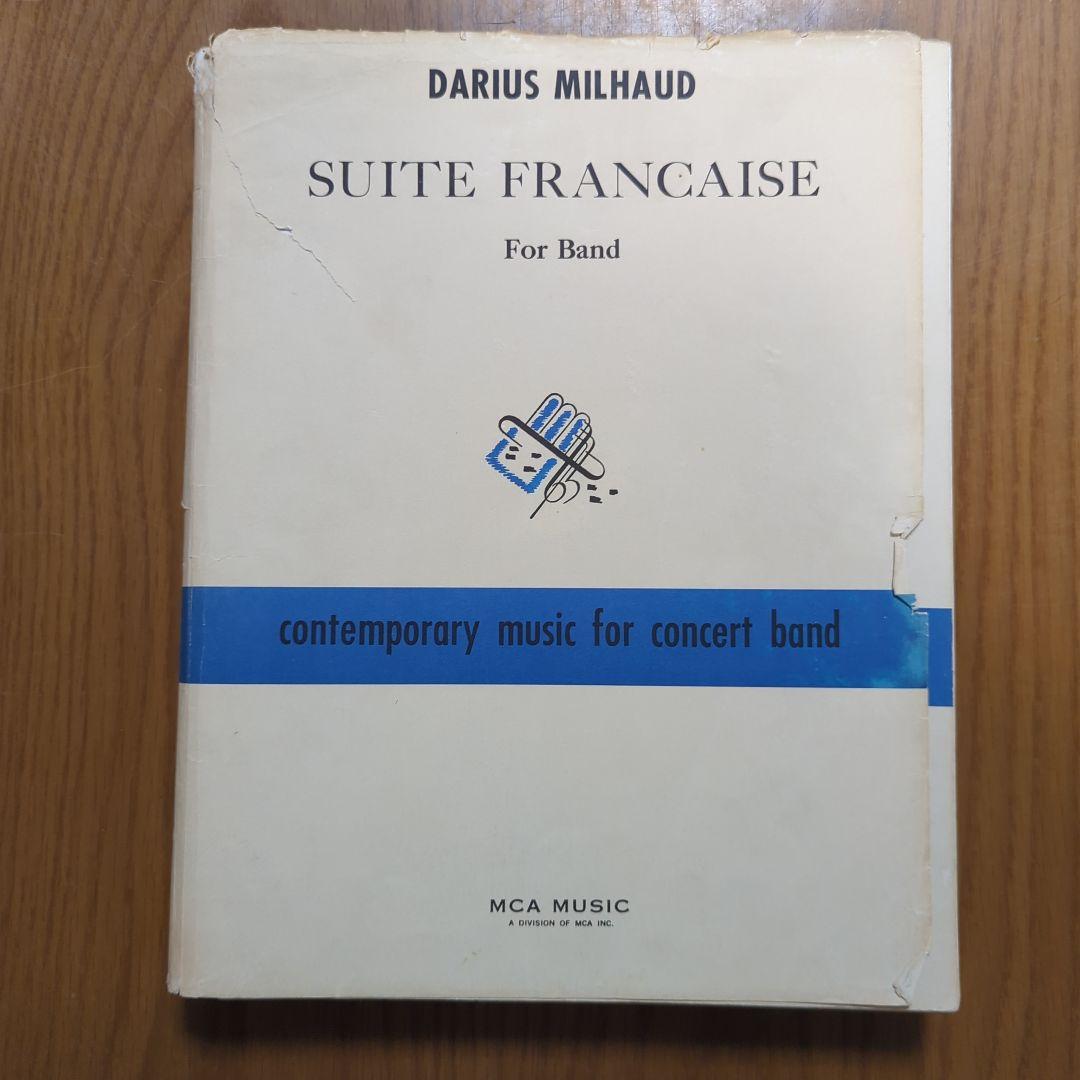 DARIUS MILHAUD
SUITE FRANCAISE
For Band
contemporary music for concert band
MCA MUSIC
A DIVISION OF MCA INC.